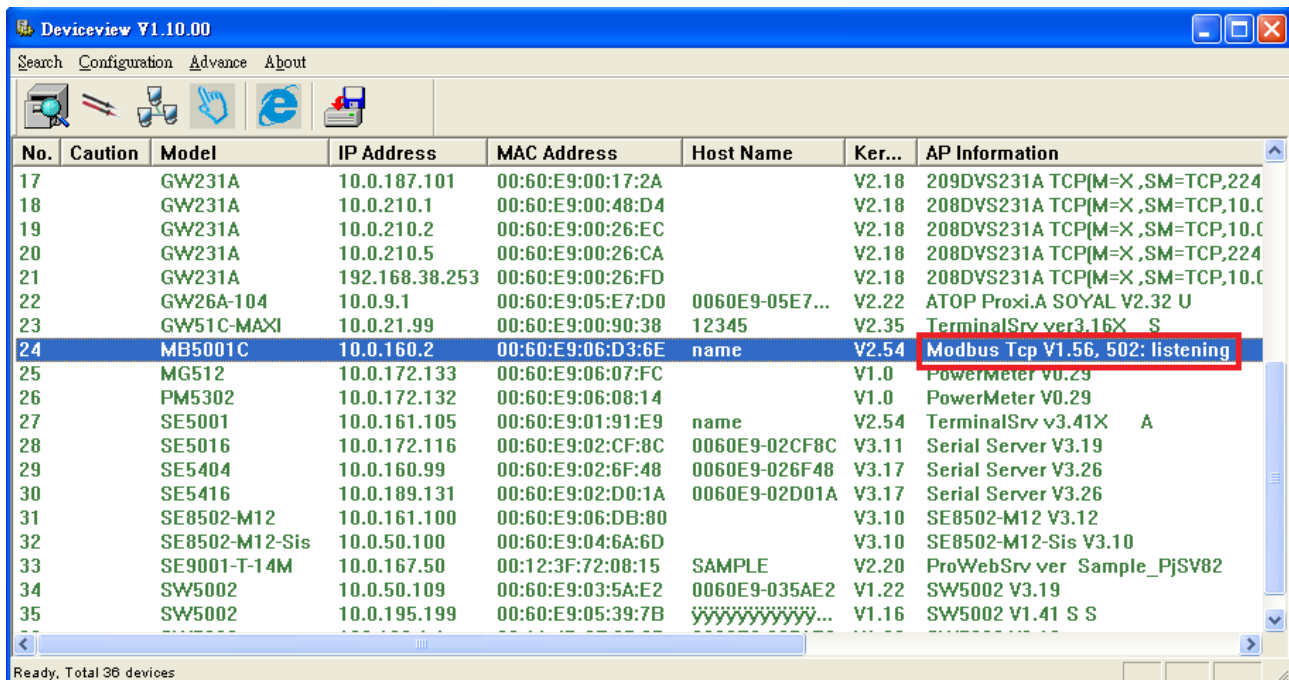 Deviceview V1.10.00
Search Configuration Advance About
No. Caution Model IP Address MAC Address Host Name Ker... AP Information
17 GW231A 10.0.187.101 00:60:E9:00:17:2A V2.18 209DVS231A TCP(M=X ,SM=TCP,224
18 GW231A 10.0.210.1 00:60:E9:00:48:D4 V2.18 208DVS231A TCP(M=X ,SM=TCP,10.0
19 GW231A 10.0.210.2 00:60:E9:00:26:EC V2.18 208DVS231A TCP(M=X ,SM=TCP,10.0
20 GW231A 10.0.210.5 00:60:E9:00:26:CA V2.18 208DVS231A TCP(M=X ,SM=TCP,224
21 GW231A 192.168.38.253 00:60:E9:00:26:FD V2.18 208DVS231A TCP(M=X ,SM=TCP,10.0
22 GW26A-104 10.0.9.1 00:60:E9:05:E7:D0 0060E9-05E7... V2.22 ATOP Proxi.A SOYAL V2.32 U
23 GW51C-MAXI 10.0.21.99 00:60:E9:00:90:38 12345 V2.35 TerminalSrv ver3.16X S
24 MB5001C 10.0.160.2 00:60:E9:06:D3:6E name V2.54 Modbus Tcp V1.56, 502: listening
25 MG512 10.0.172.133 00:60:E9:06:07:FC V1.0 PowerMeter V0.29
26 PM5302 10.0.172.132 00:60:E9:06:08:14 V1.0 PowerMeter V0.29
27 SE5001 10.0.161.105 00:60:E9:01:91:E9 name V2.54 TerminalSrv v3.41X A
28 SE5016 10.0.172.116 00:60:E9:02:CF:8C 0060E9-02CF8C V3.11 Serial Server V3.19
29 SE5404 10.0.160.99 00:60:E9:02:6F:48 0060E9-026F48 V3.17 Serial Server V3.26
30 SE5416 10.0.189.131 00:60:E9:02:D0:1A 0060E9-02D01A V3.17 Serial Server V3.26
31 SE8502-M12 10.0.161.100 00:60:E9:06:DB:80 V3.10 SE8502-M12 V3.12
32 SE8502-M12-Sis 10.0.50.100 00:60:E9:04:6A:6D V3.10 SE8502-M12-Sis V3.10
33 SE9001-T-14M 10.0.167.50 00:12:3F:72:08:15 SAMPLE V2.20 ProWebSrv ver Sample_PjSV82
34 SW5002 10.0.50.109 00:60:E9:03:5A:E2 0060E9-035AE2 V1.22 SW5002 V3.19
35 SW5002 10.0.195.199 00:60:E9:05:39:7B ÿÿÿÿÿÿÿÿÿÿ... V1.16 SW5002 V1.41 S S
Ready, Total 36 devices